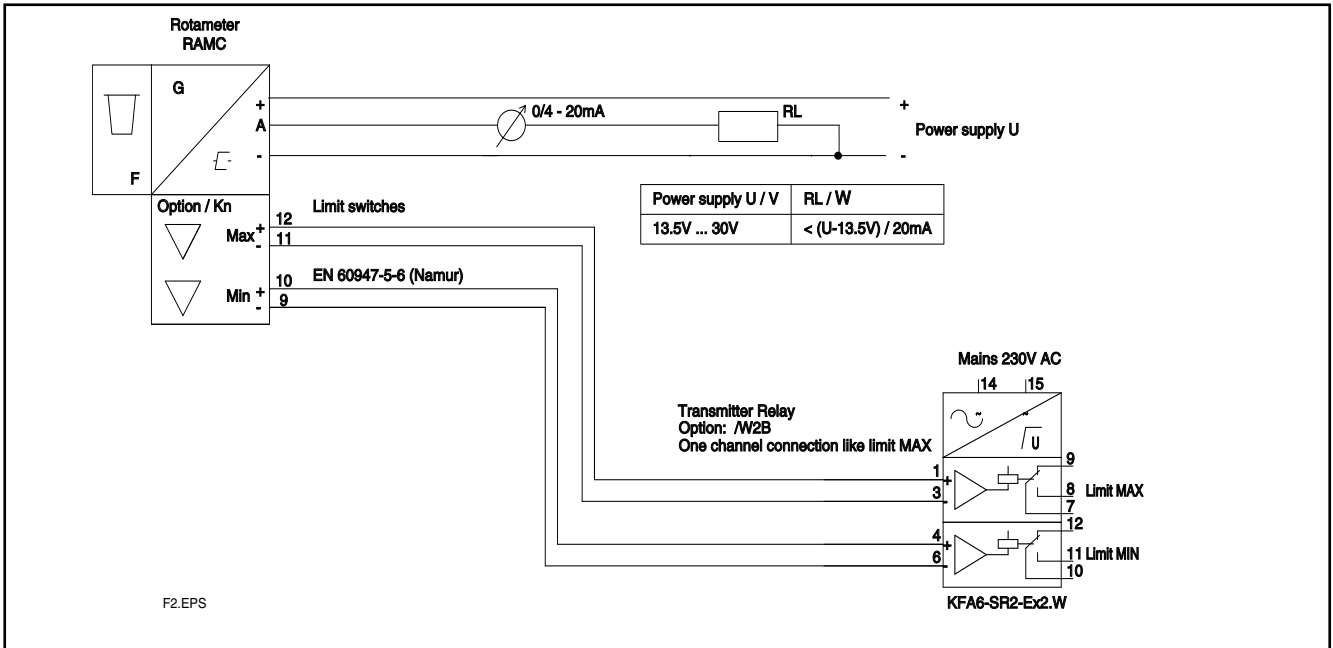 Rotameter
RAMC
G
F
+
A
-
0/4 - 20mA
RL
+
Power supply U
-
Power supply U / V RL / W
13.5V ... 30V < (U-13.5V) / 20mA
Option / Kn
Limit switches
Max + 12
- 11
EN 60947-5-6 (Namur)
Min + 10
- 9
Mains 230V AC
14 15
~ ~
U
Transmitter Relay
Option: /W2B
One channel connection like limit MAX
1 +
3 -
9
8 Limit MAX
7
4 +
6 -
12
11 Limit MIN
10
KFA6-SR2-Ex2.W
F2.EPS